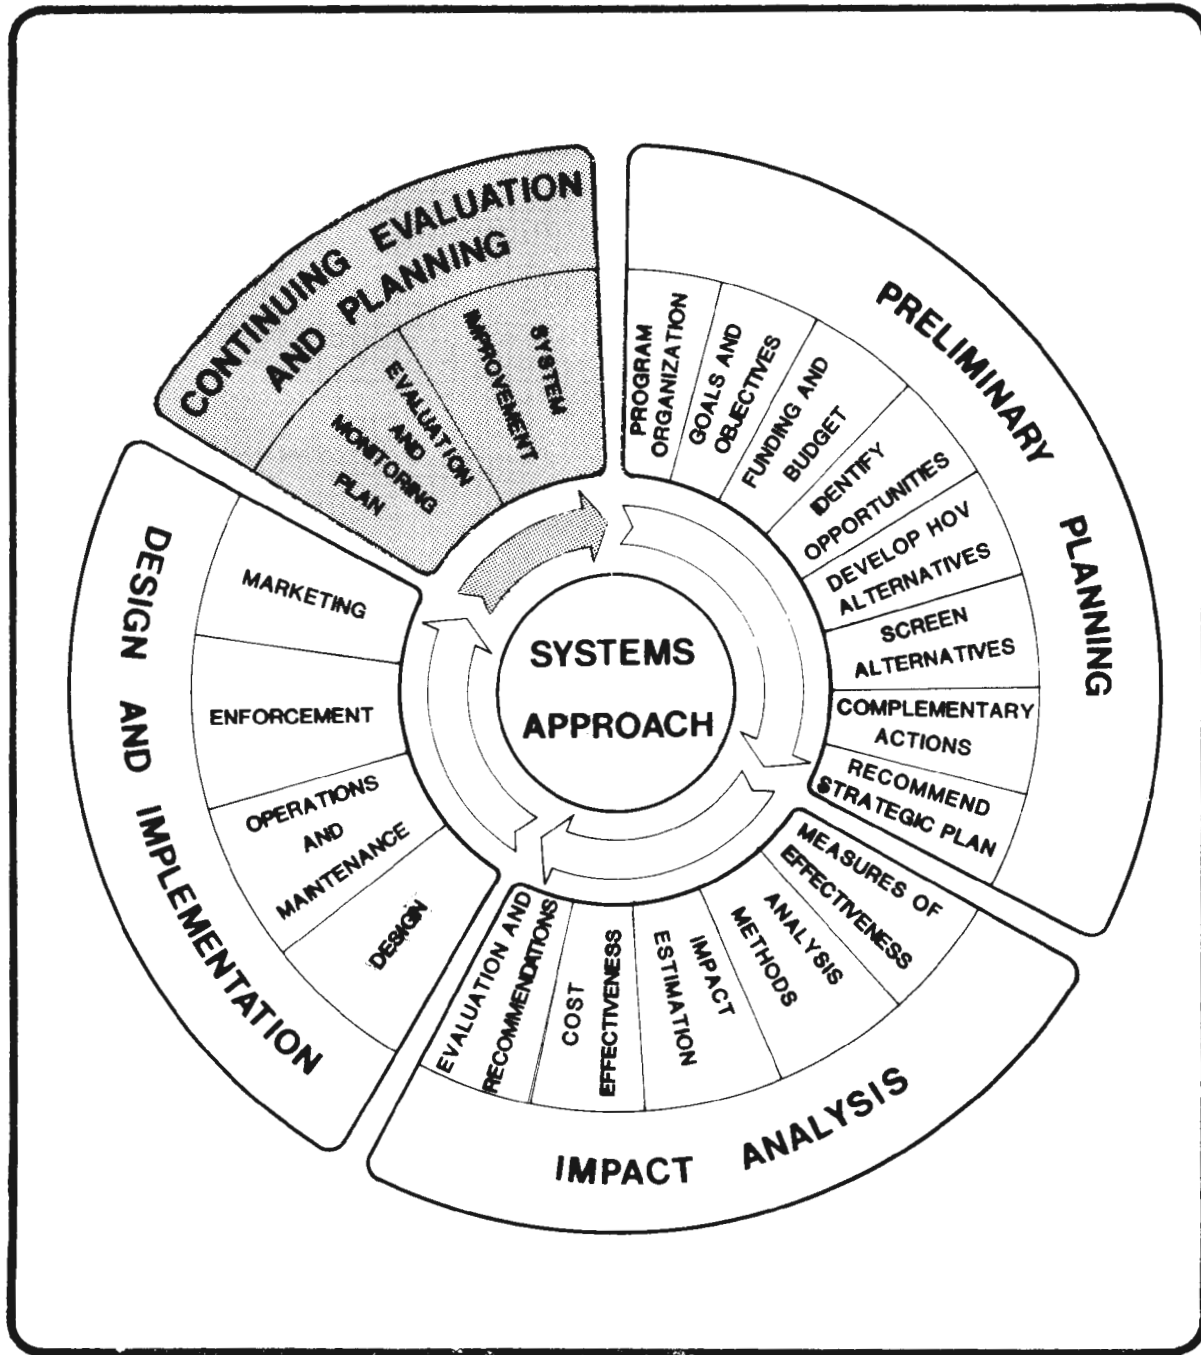 SYSTEMS
APPROACH
PRELIMINARY PLANNING
PROGRAM
ORGANIZATION
GOALS AND
OBJECTIVES
FUNDING AND
BUDGET
IDENTIFY
OPPORTUNITIES
DEVELOP HOV
ALTERNATIVES
SCREEN
ALTERNATIVES
COMPLEMENTARY
ACTIONS
RECOMMEND
STRATEGIC PLAN
IMPACT ANALYSIS
MEASURES OF
EFFECTIVENESS
ANALYSIS
METHODS
IMPACT
ESTIMATION
COST
EFFECTIVENESS
EVALUATION AND
RECOMMENDATIONS
DESIGN AND IMPLEMENTATION
DESIGN
OPERATIONS
AND
MAINTENANCE
ENFORCEMENT
MARKETING
CONTINUING EVALUATION
AND PLANNING
EVALUATION
AND
MONITORING
PLAN
SYSTEM
IMPROVEMENT